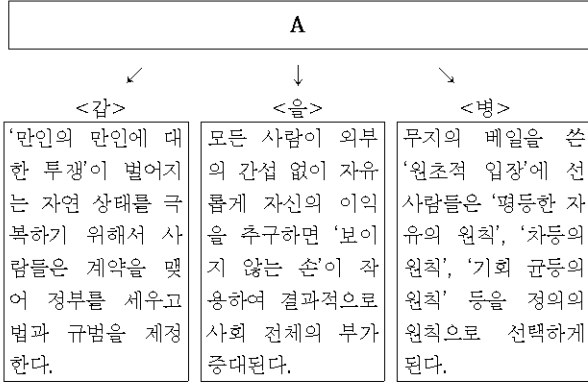 A
↙ ↓ ↘
<갑> <을> <병>
'만인의 만인에 대
한 투쟁'이 벌어지
는 자연 상태를 극
복하기 위해서 사
람들은 계약을 맺
어 정부를 세우고
법과 규범을 제정
한다.
모든 사람이 외부
의 간섭 없이 자유
롭게 자신의 이익
을 추구하면 '보이
지 않는 손'이 작
용하여 결과적으로
사회 전체의 부가
증대된다.
무지의 베일을 쓴
'원초적 입장'에 선
사람들은 '평등한 자
유의 원칙', '차등의
원칙', '기회 균등의
원칙' 등을 정의의
원칙으로 선택하게
된다.